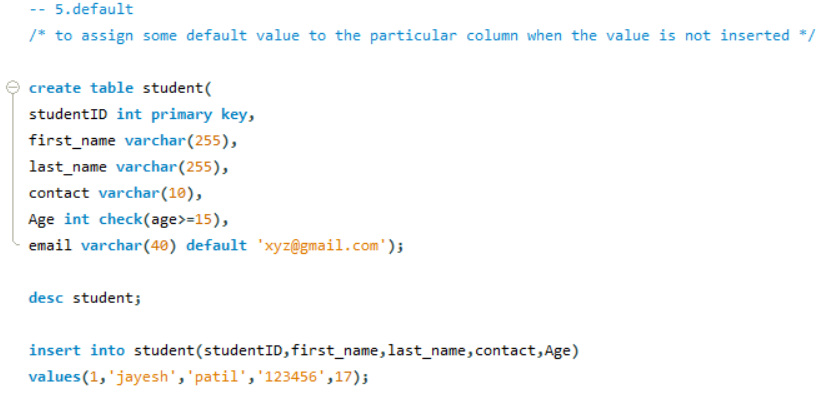 -- 5.default
/* to assign some default value to the particular column when the value is not inserted */
create table student(
studentID int primary key,
first_name varchar(255),
last_name varchar(255),
contact varchar(10),
Age int check(age>=15),
email varchar(40) default 'xyz@gmail.com');
desc student;
insert into student(studentID,first_name,last_name,contact,Age)
values(1,'jayesh','patil','123456',17);